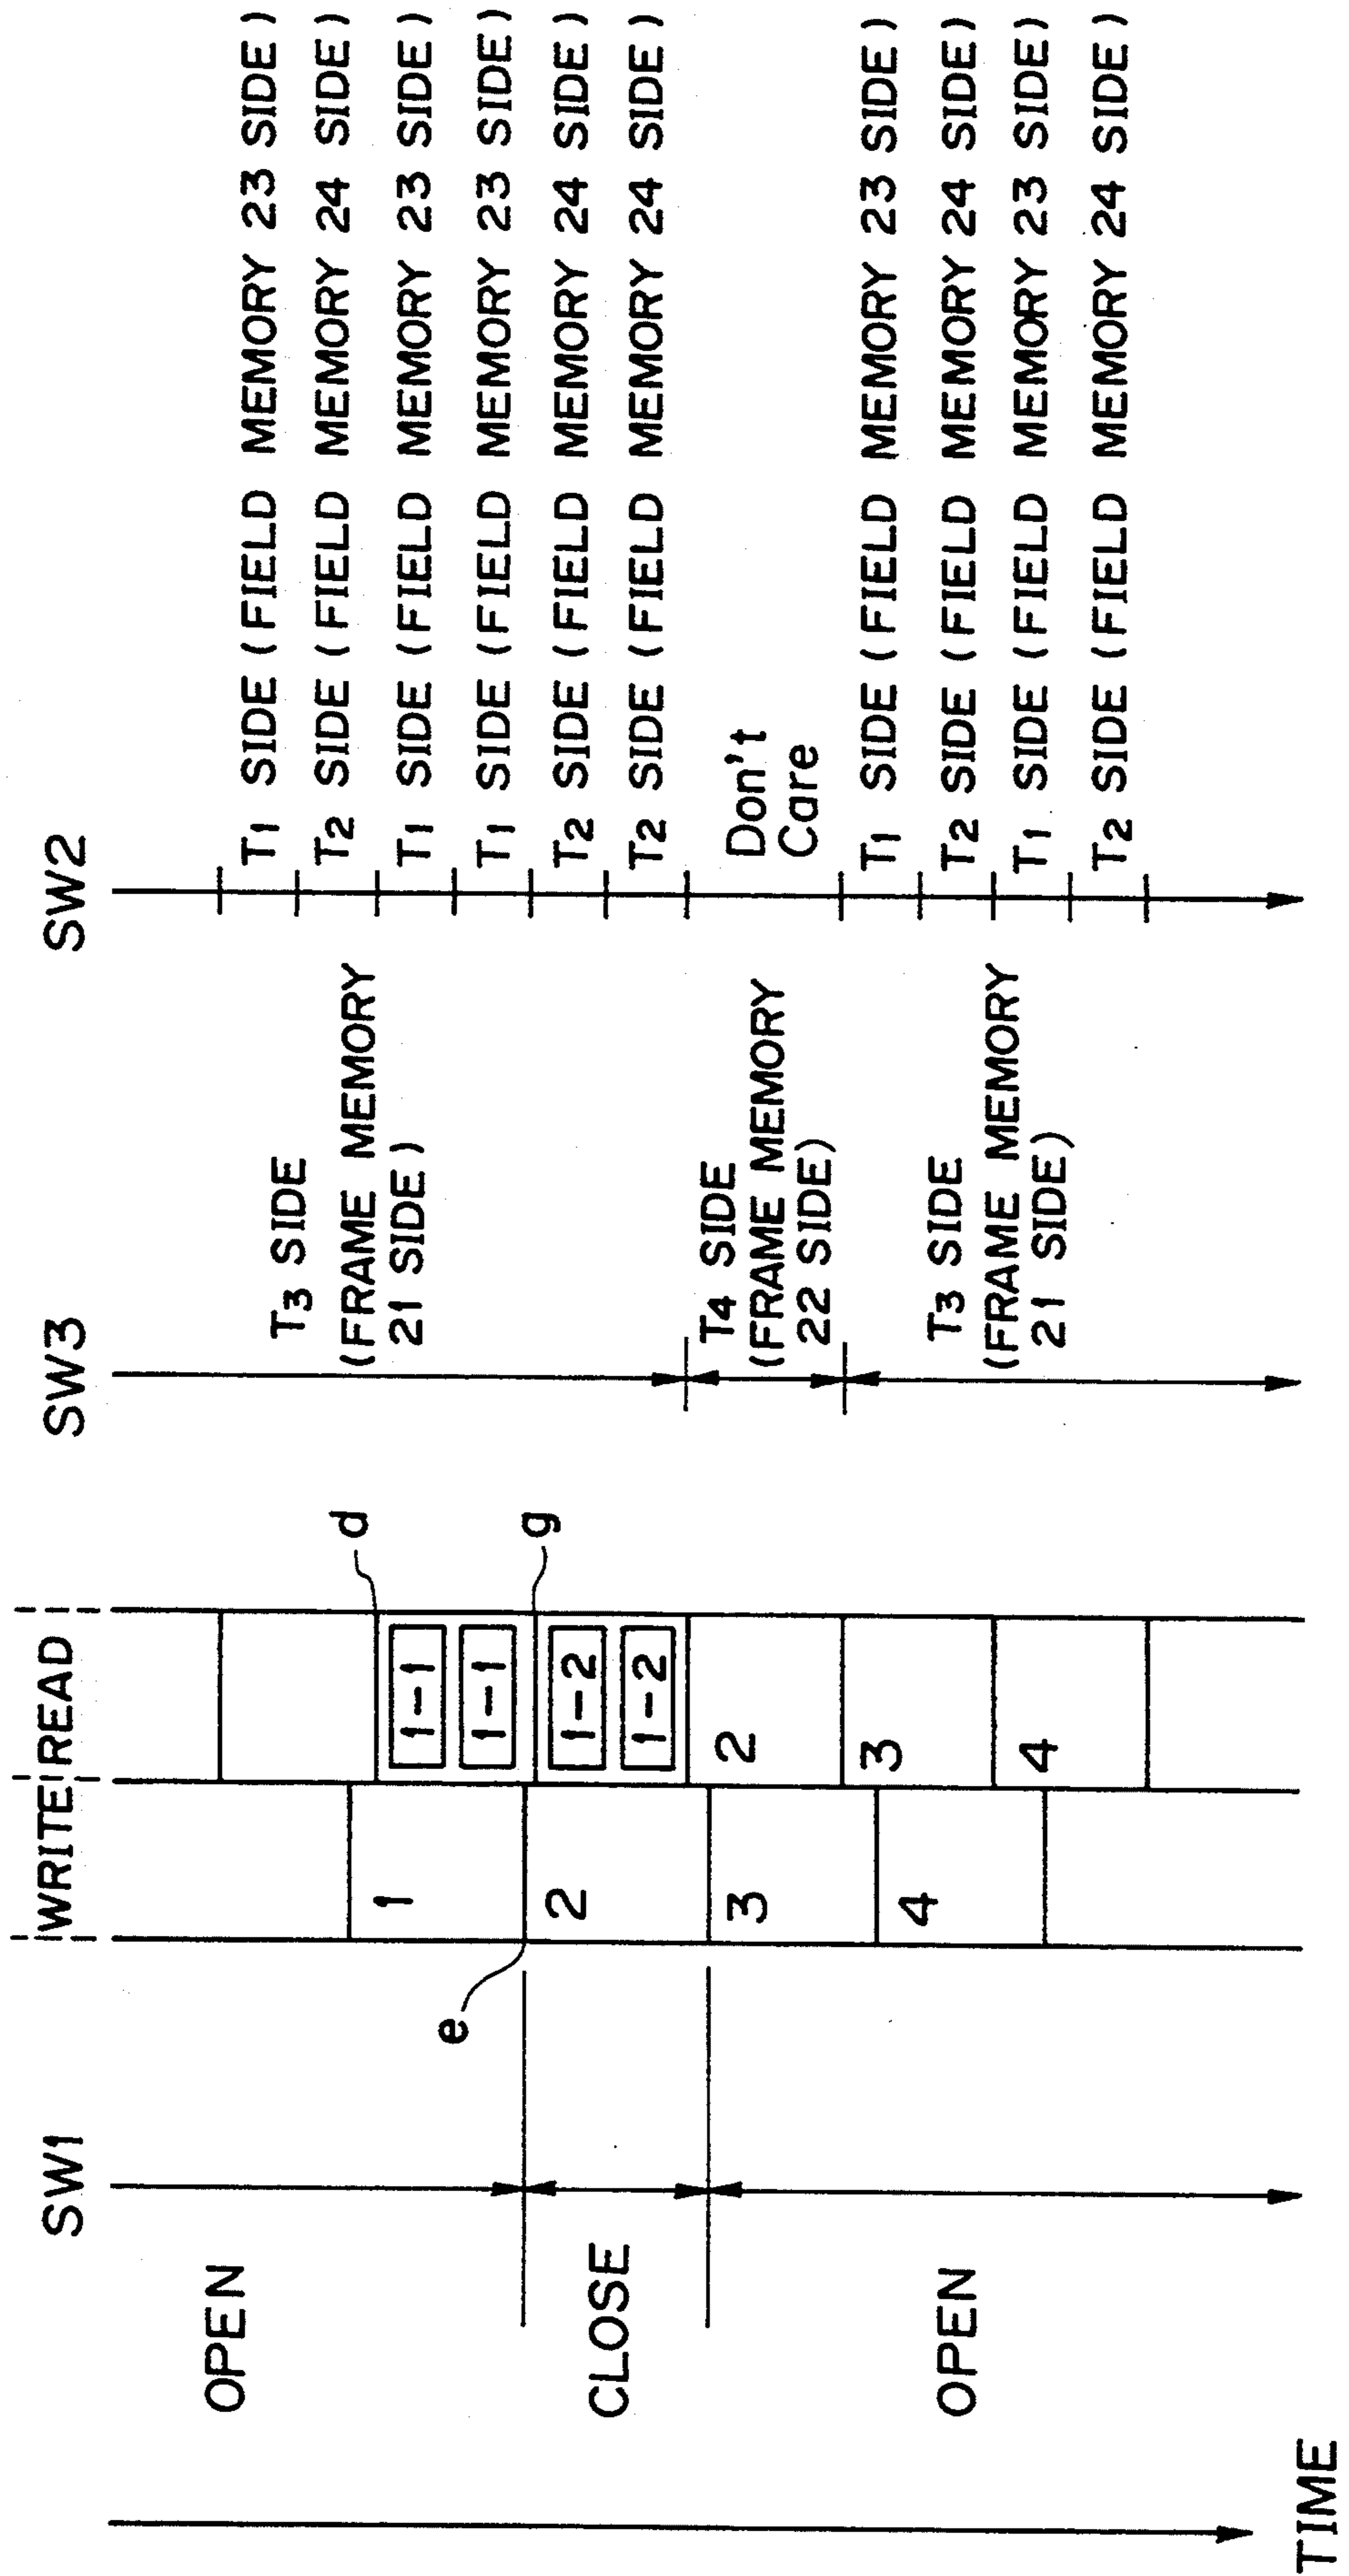 SW1
WRITE
READ
SW3
SW2
OPEN
CLOSE
OPEN
TIME
e
1
2
3
4
d
g
1-1
1-1
1-2
1-2
2
3
4
T3 SIDE
(FRAME MEMORY
21 SIDE)
T4 SIDE
(FRAME MEMORY
22 SIDE)
T3 SIDE
(FRAME MEMORY
21 SIDE)
T1 SIDE (FIELD MEMORY 23 SIDE)
T2 SIDE (FIELD MEMORY 24 SIDE)
T1 SIDE (FIELD MEMORY 23 SIDE)
T1 SIDE (FIELD MEMORY 23 SIDE)
T2 SIDE (FIELD MEMORY 24 SIDE)
T2 SIDE (FIELD MEMORY 24 SIDE)
Don't
Care
T1 SIDE (FIELD MEMORY 23 SIDE)
T2 SIDE (FIELD MEMORY 24 SIDE)
T1 SIDE (FIELD MEMORY 23 SIDE)
T2 SIDE (FIELD MEMORY 24 SIDE)